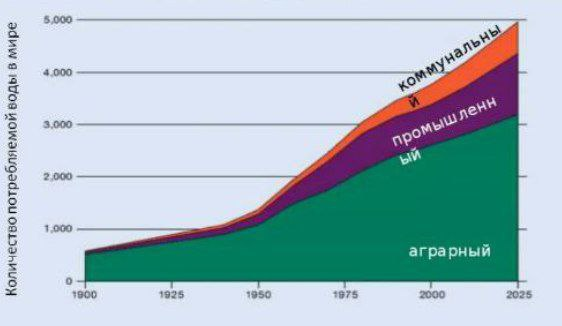 Количество потребляемой воды в мире
5,000
4,000
3,000
2,000
1,000
0
коммунальны
й
промышленн
ый
аграрный
1900 1925 1950 1975 2000 2025